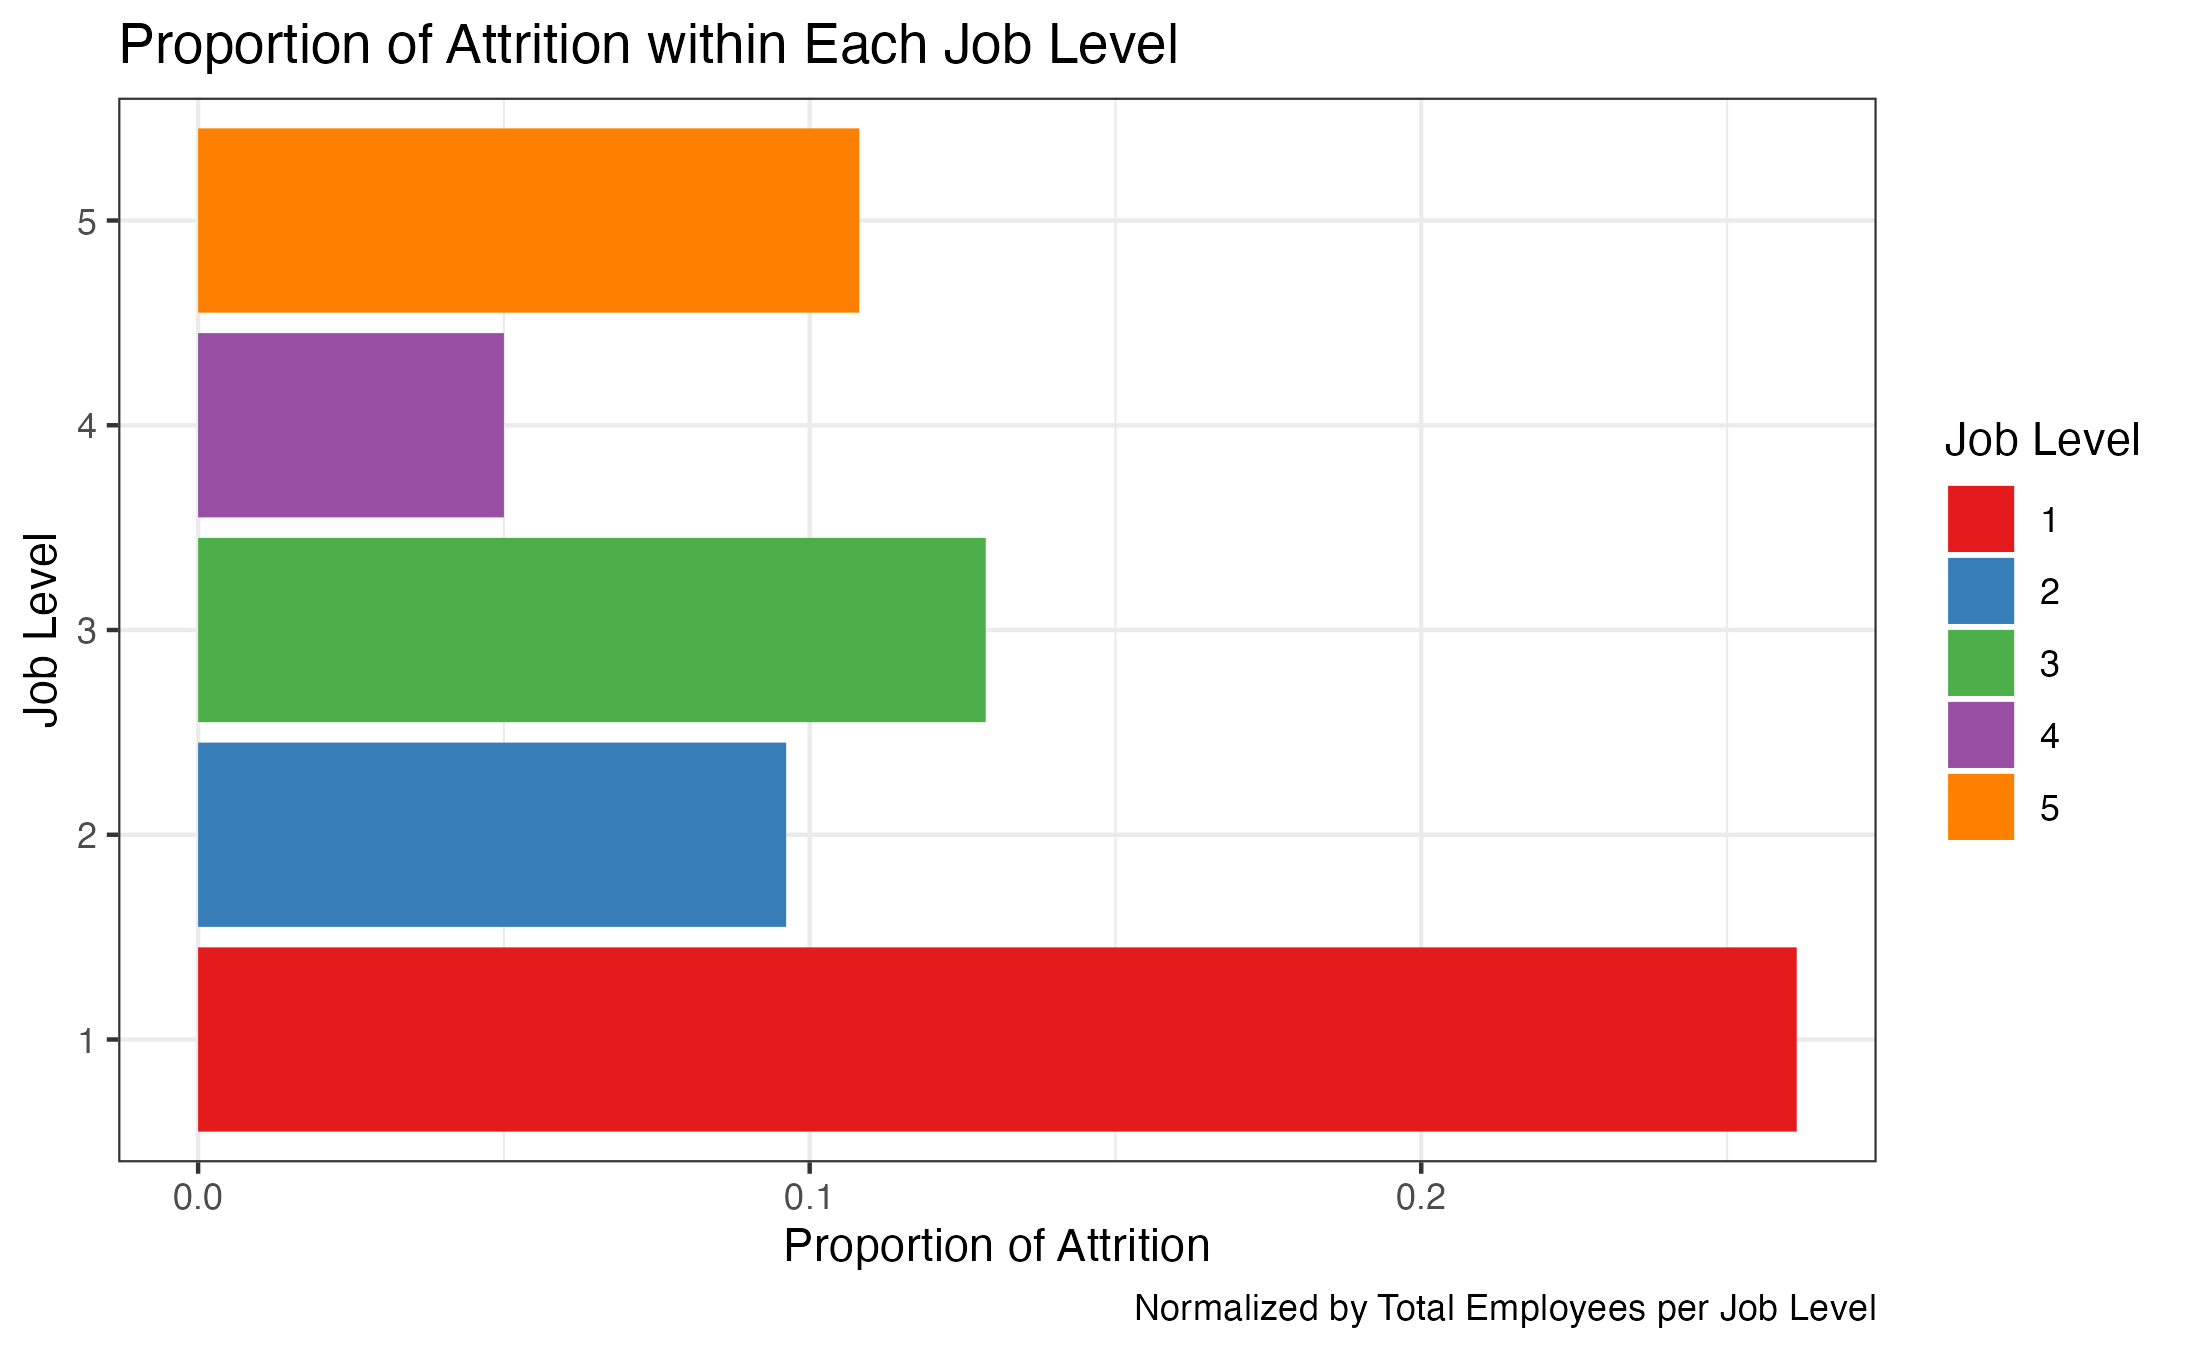 Proportion of Attrition within Each Job Level
Job Level
5
4
3
2
1
0.0 0.1 0.2
Proportion of Attrition
Normalized by Total Employees per Job Level
Job Level
1
2
3
4
5